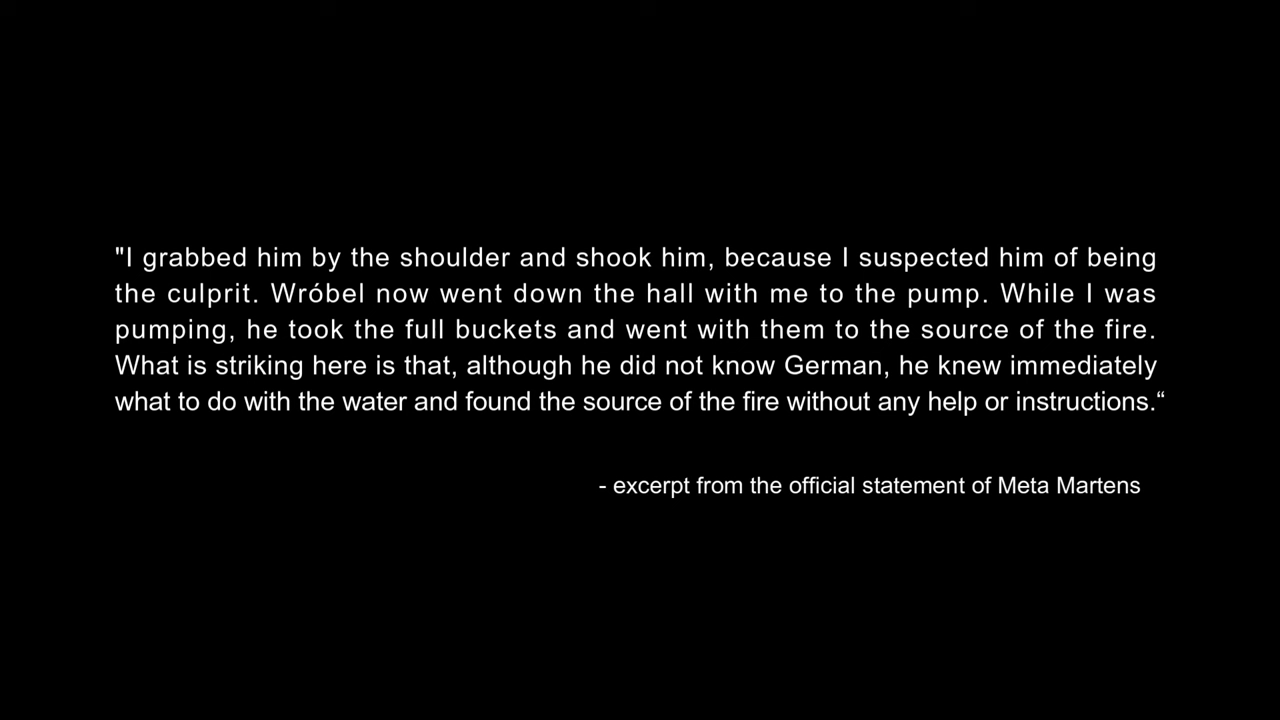 "I grabbed him by the shoulder and shook him, because I suspected him of being
the culprit. Wróbel now went down the hall with me to the pump. While I was
pumping, he took the full buckets and went with them to the source of the fire.
What is striking here is that, although he did not know German, he knew immediately
what to do with the water and found the source of the fire without any help or instructions.“
- excerpt from the official statement of Meta Martens